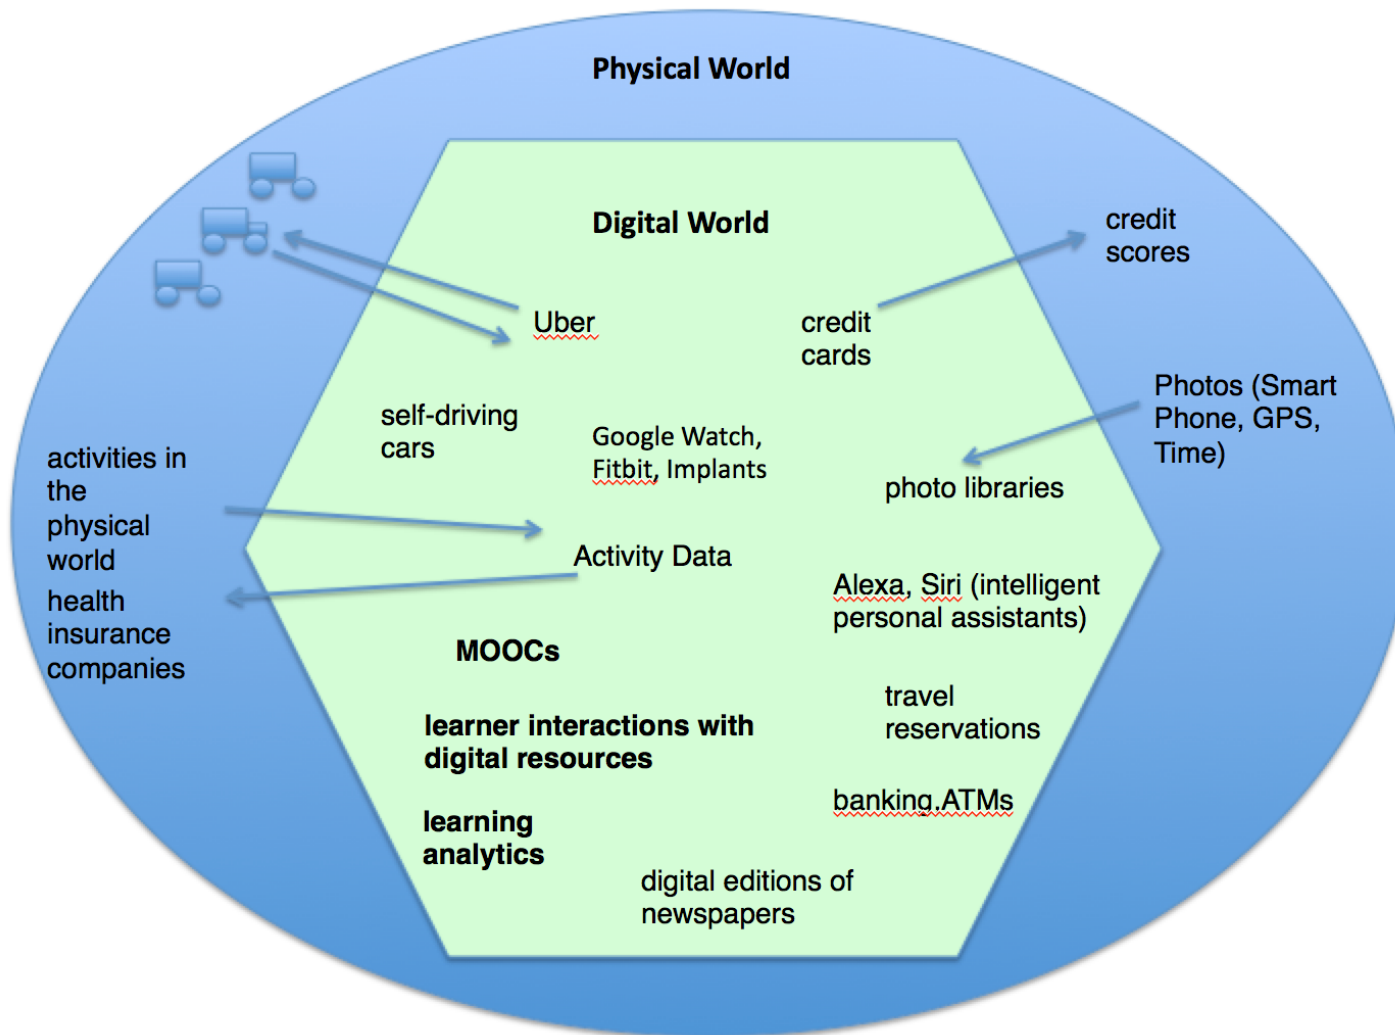 Physical World
Digital World
credit
scores
Uber
credit
cards
Photos (Smart
Phone, GPS,
Time)
self-driving
cars
Google Watch,
Fitbit, Implants
activities in
the
physical
world
photo libraries
Activity Data
health
insurance
companies
Alexa, Siri (intelligent
personal assistants)
MOOCs
travel
reservations
learner interactions with
digital resources
banking.ATMs
learning
analytics
digital editions of
newspapers